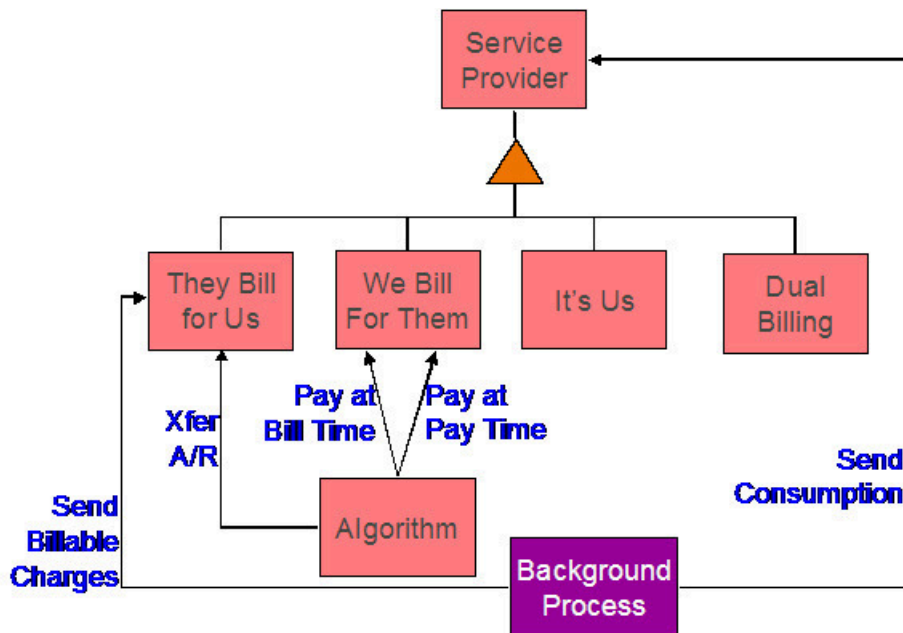 Service
Provider
They Bill
for Us
We Bill
For Them
It's Us
Dual
Billing
Xfer
A/R
Pay at
Bill Time
Pay at
Pay Time
Send
Consumption
Send
Billable
Charges
Algorithm
Background
Process